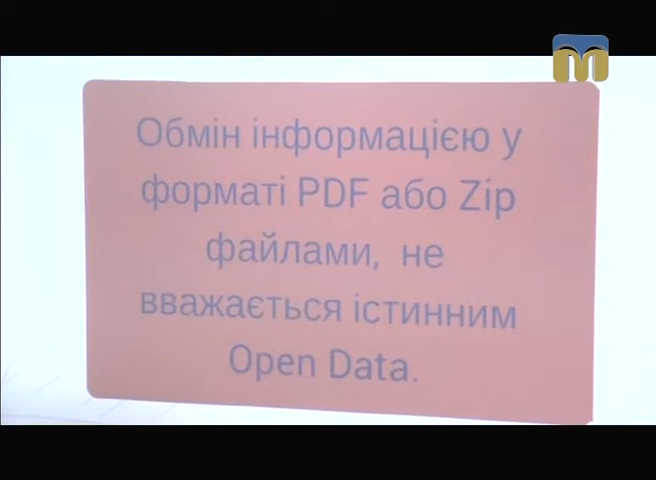 Обмін інформацією у
форматі PDF або Zip
файлами, не
вважається істинним
Open Data.